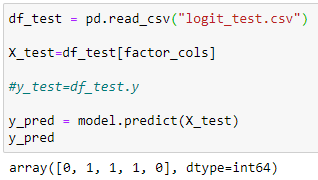 df_test = pd.read_csv("logit_test.csv")
X_test=df_test[factor_cols]
#y_test=df_test.y
y_pred = model.predict(X_test)
y_pred
array([0, 1, 1, 1, 0], dtype=int64)